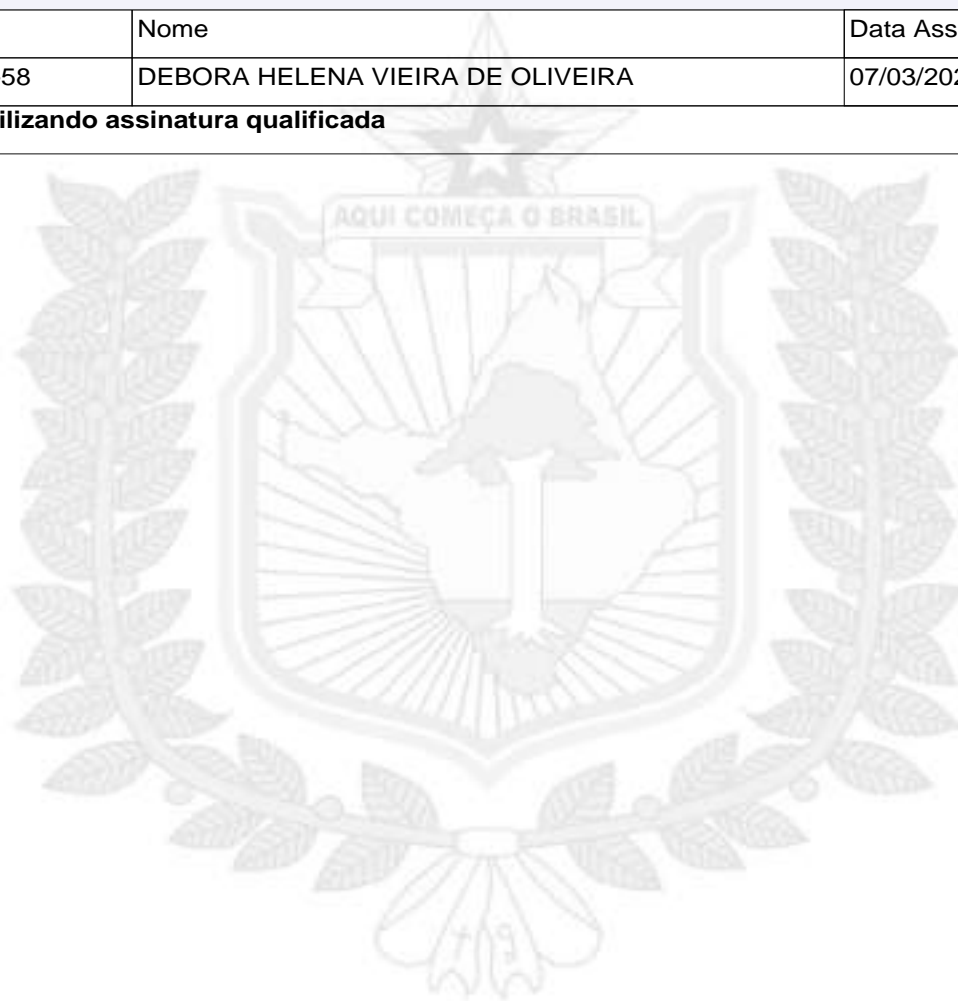 Nome Data Ass
58 DEBORA HELENA VIEIRA DE OLIVEIRA 07/03/202
ilizando assinatura qualificada
AQUI COMEÇA O BRASIL